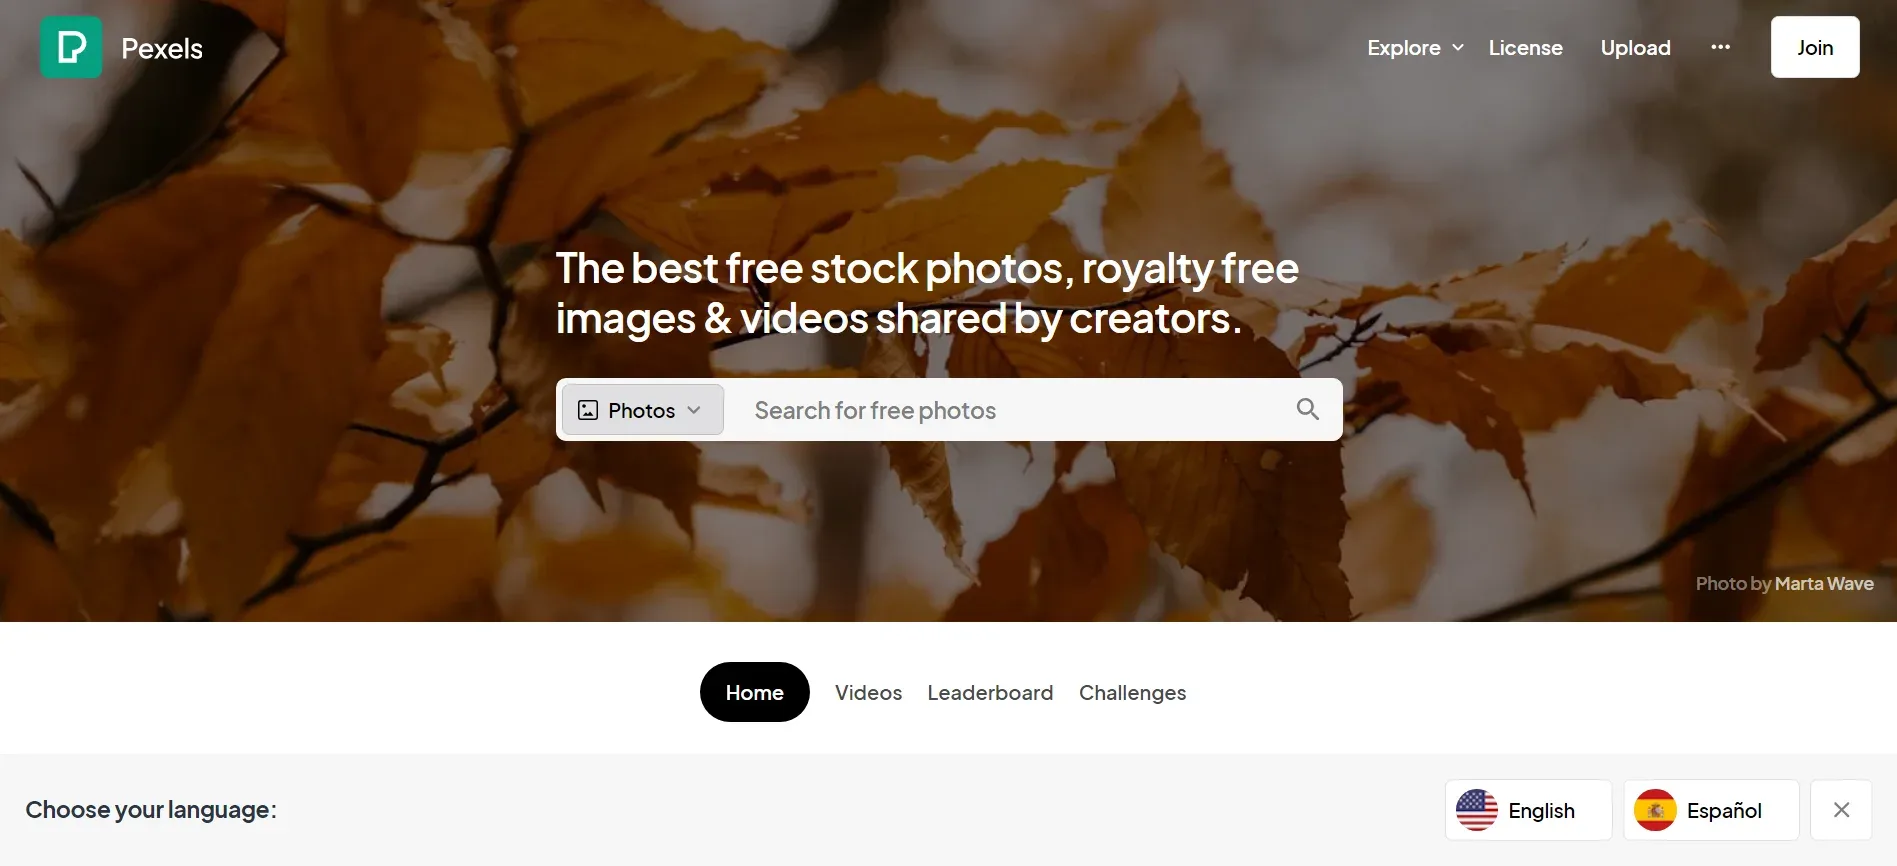 Pexels
Explore
License
Upload
Join
The best free stock photos, royalty free
images & videos shared by creators.
Photos
Search for free photos
Photo by Marta Wave
Home
Videos
Leaderboard
Challenges
Choose your language:
English
Español